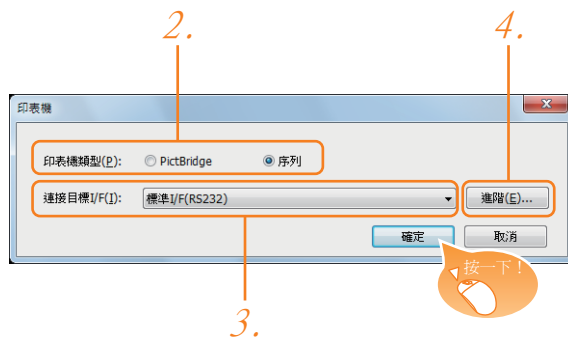 2.
4.
印表機
印表機類型(P): PictBridge 序列
連接目標I/F(I): 標準I/F(RS232) 進階(E)...
確定 取消
按一下！
3.